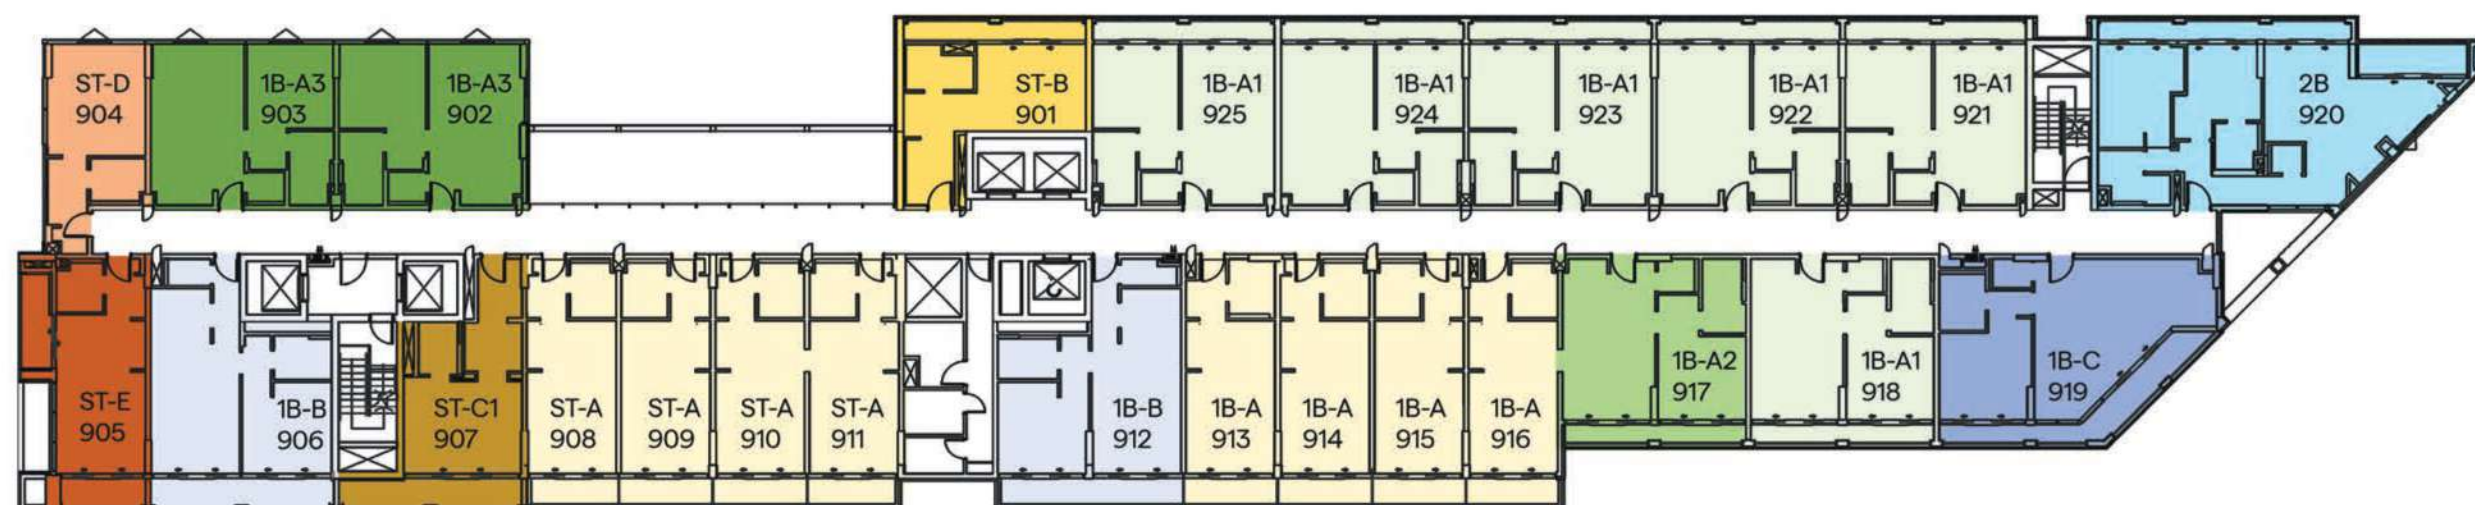 ST-D
904
1B-A3
903
1B-A3
902
ST-B
901
1B-A1
925
1B-A1
924
1B-A1
923
1B-A1
922
1B-A1
921
2B
920
ST-E
905
1B-B
906
ST-C1
907
ST-A
908
ST-A
909
ST-A
910
ST-A
911
1B-B
912
1B-A
913
1B-A
914
1B-A
915
1B-A
916
1B-A2
917
1B-A1
918
1B-C
919